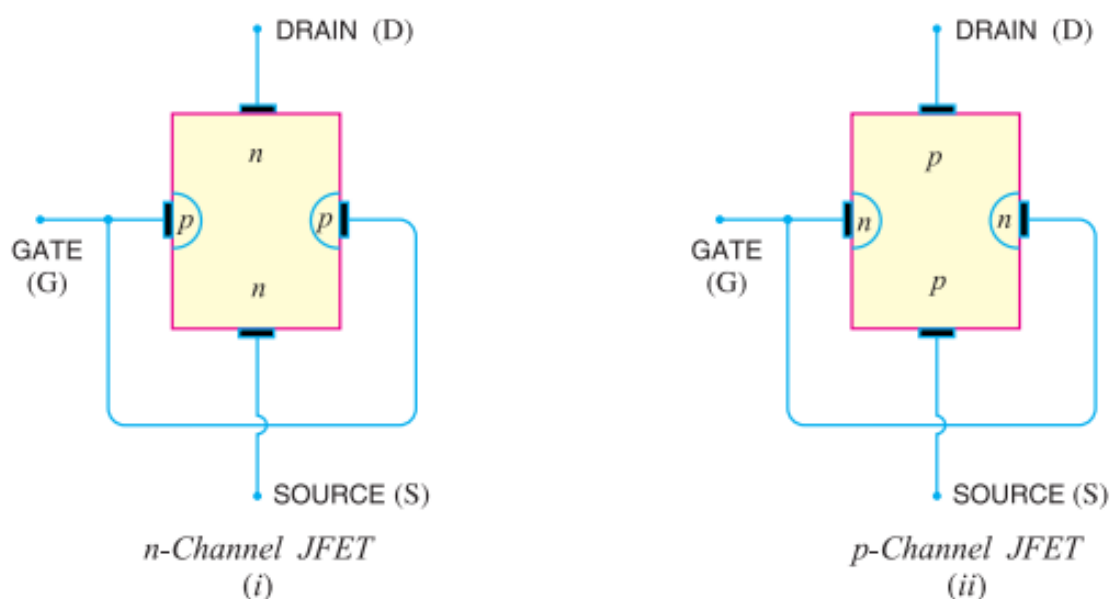 DRAIN (D)
n
p
p
GATE
(G)
n
SOURCE (S)
n-Channel JFET
(i)
DRAIN (D)
p
n
n
GATE
(G)
p
SOURCE (S)
p-Channel JFET
(ii)